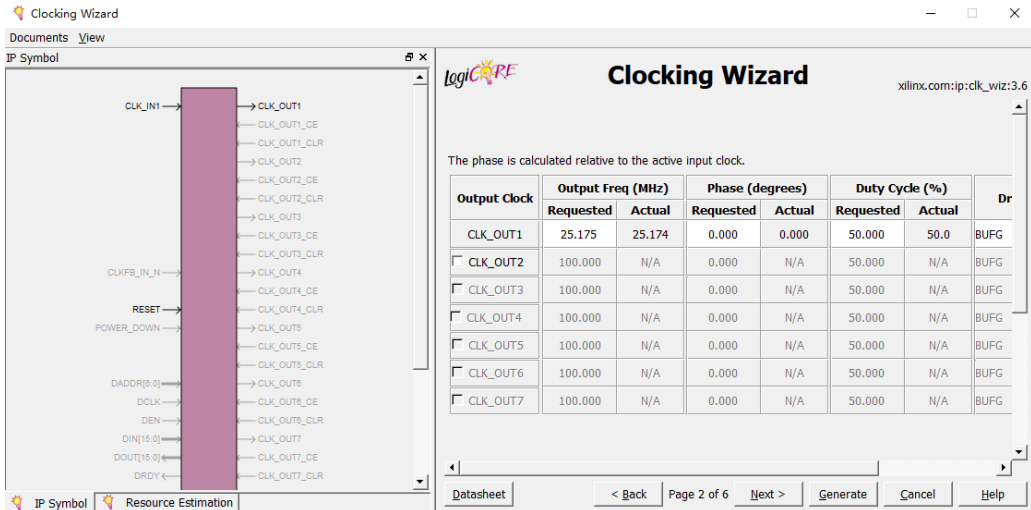 Clocking Wizard
Documents View
IP Symbol
CLK_IN1
CLKFB_IN_N
RESET
POWER_DOWN
DADDR[6:0]
DCLK
DEN
DIN[15:0]
DOUT[15:0]
DRDY
CLK_OUT1
CLK_OUT1_CE
CLK_OUT1_CLR
CLK_OUT2
CLK_OUT2_CE
CLK_OUT2_CLR
CLK_OUT3
CLK_OUT3_CE
CLK_OUT3_CLR
CLK_OUT4
CLK_OUT4_CE
CLK_OUT4_CLR
CLK_OUT5
CLK_OUT5_CE
CLK_OUT5_CLR
CLK_OUT6
CLK_OUT6_CE
CLK_OUT6_CLR
CLK_OUT7
CLK_OUT7_CE
CLK_OUT7_CLR
IP Symbol Resource Estimation
LogiCORE
Clocking Wizard
xilinx.com:ip:clk_wiz:3.6
The phase is calculated relative to the active input clock.
Output Clock Output Freq (MHz) Phase (degrees) Duty Cycle (%) Dr
Requested Actual Requested Actual Requested Actual
CLK_OUT1 25.175 25.174 0.000 0.000 50.000 50.0 BUFG
CLK_OUT2 100.000 N/A 0.000 N/A 50.000 N/A BUFG
CLK_OUT3 100.000 N/A 0.000 N/A 50.000 N/A BUFG
CLK_OUT4 100.000 N/A 0.000 N/A 50.000 N/A BUFG
CLK_OUT5 100.000 N/A 0.000 N/A 50.000 N/A BUFG
CLK_OUT6 100.000 N/A 0.000 N/A 50.000 N/A BUFG
CLK_OUT7 100.000 N/A 0.000 N/A 50.000 N/A BUFG
Datasheet < Back Page 2 of 6 Next > Generate Cancel Help